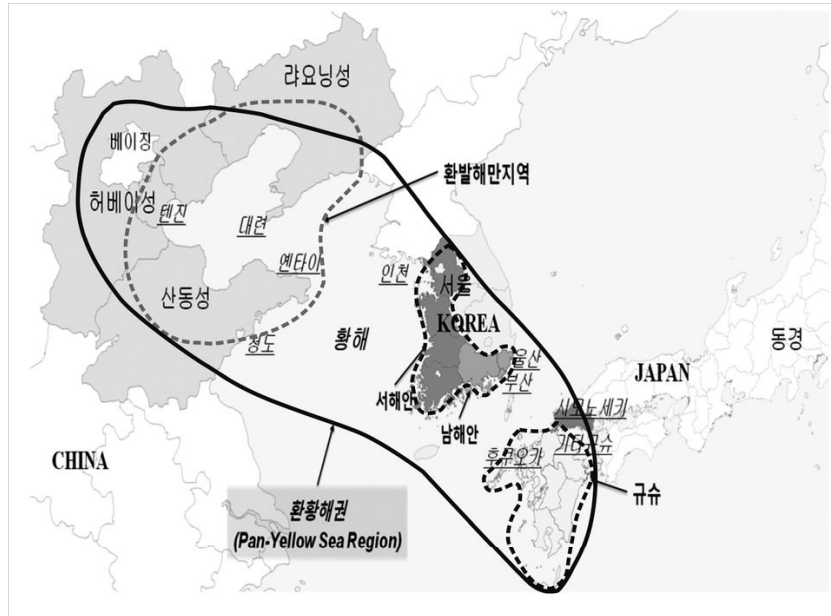 랴요닝성
베이징
환발해만지역
허베이성
텐진
대련
인천
서울
옌타이
산동성
KOREA
청도
황해
동경
울산
JAPAN
부산
서해안
시모노세키
남해안
기타큐슈
후쿠오카
CHINA
규슈
환황해권
(Pan-Yellow Sea Region)